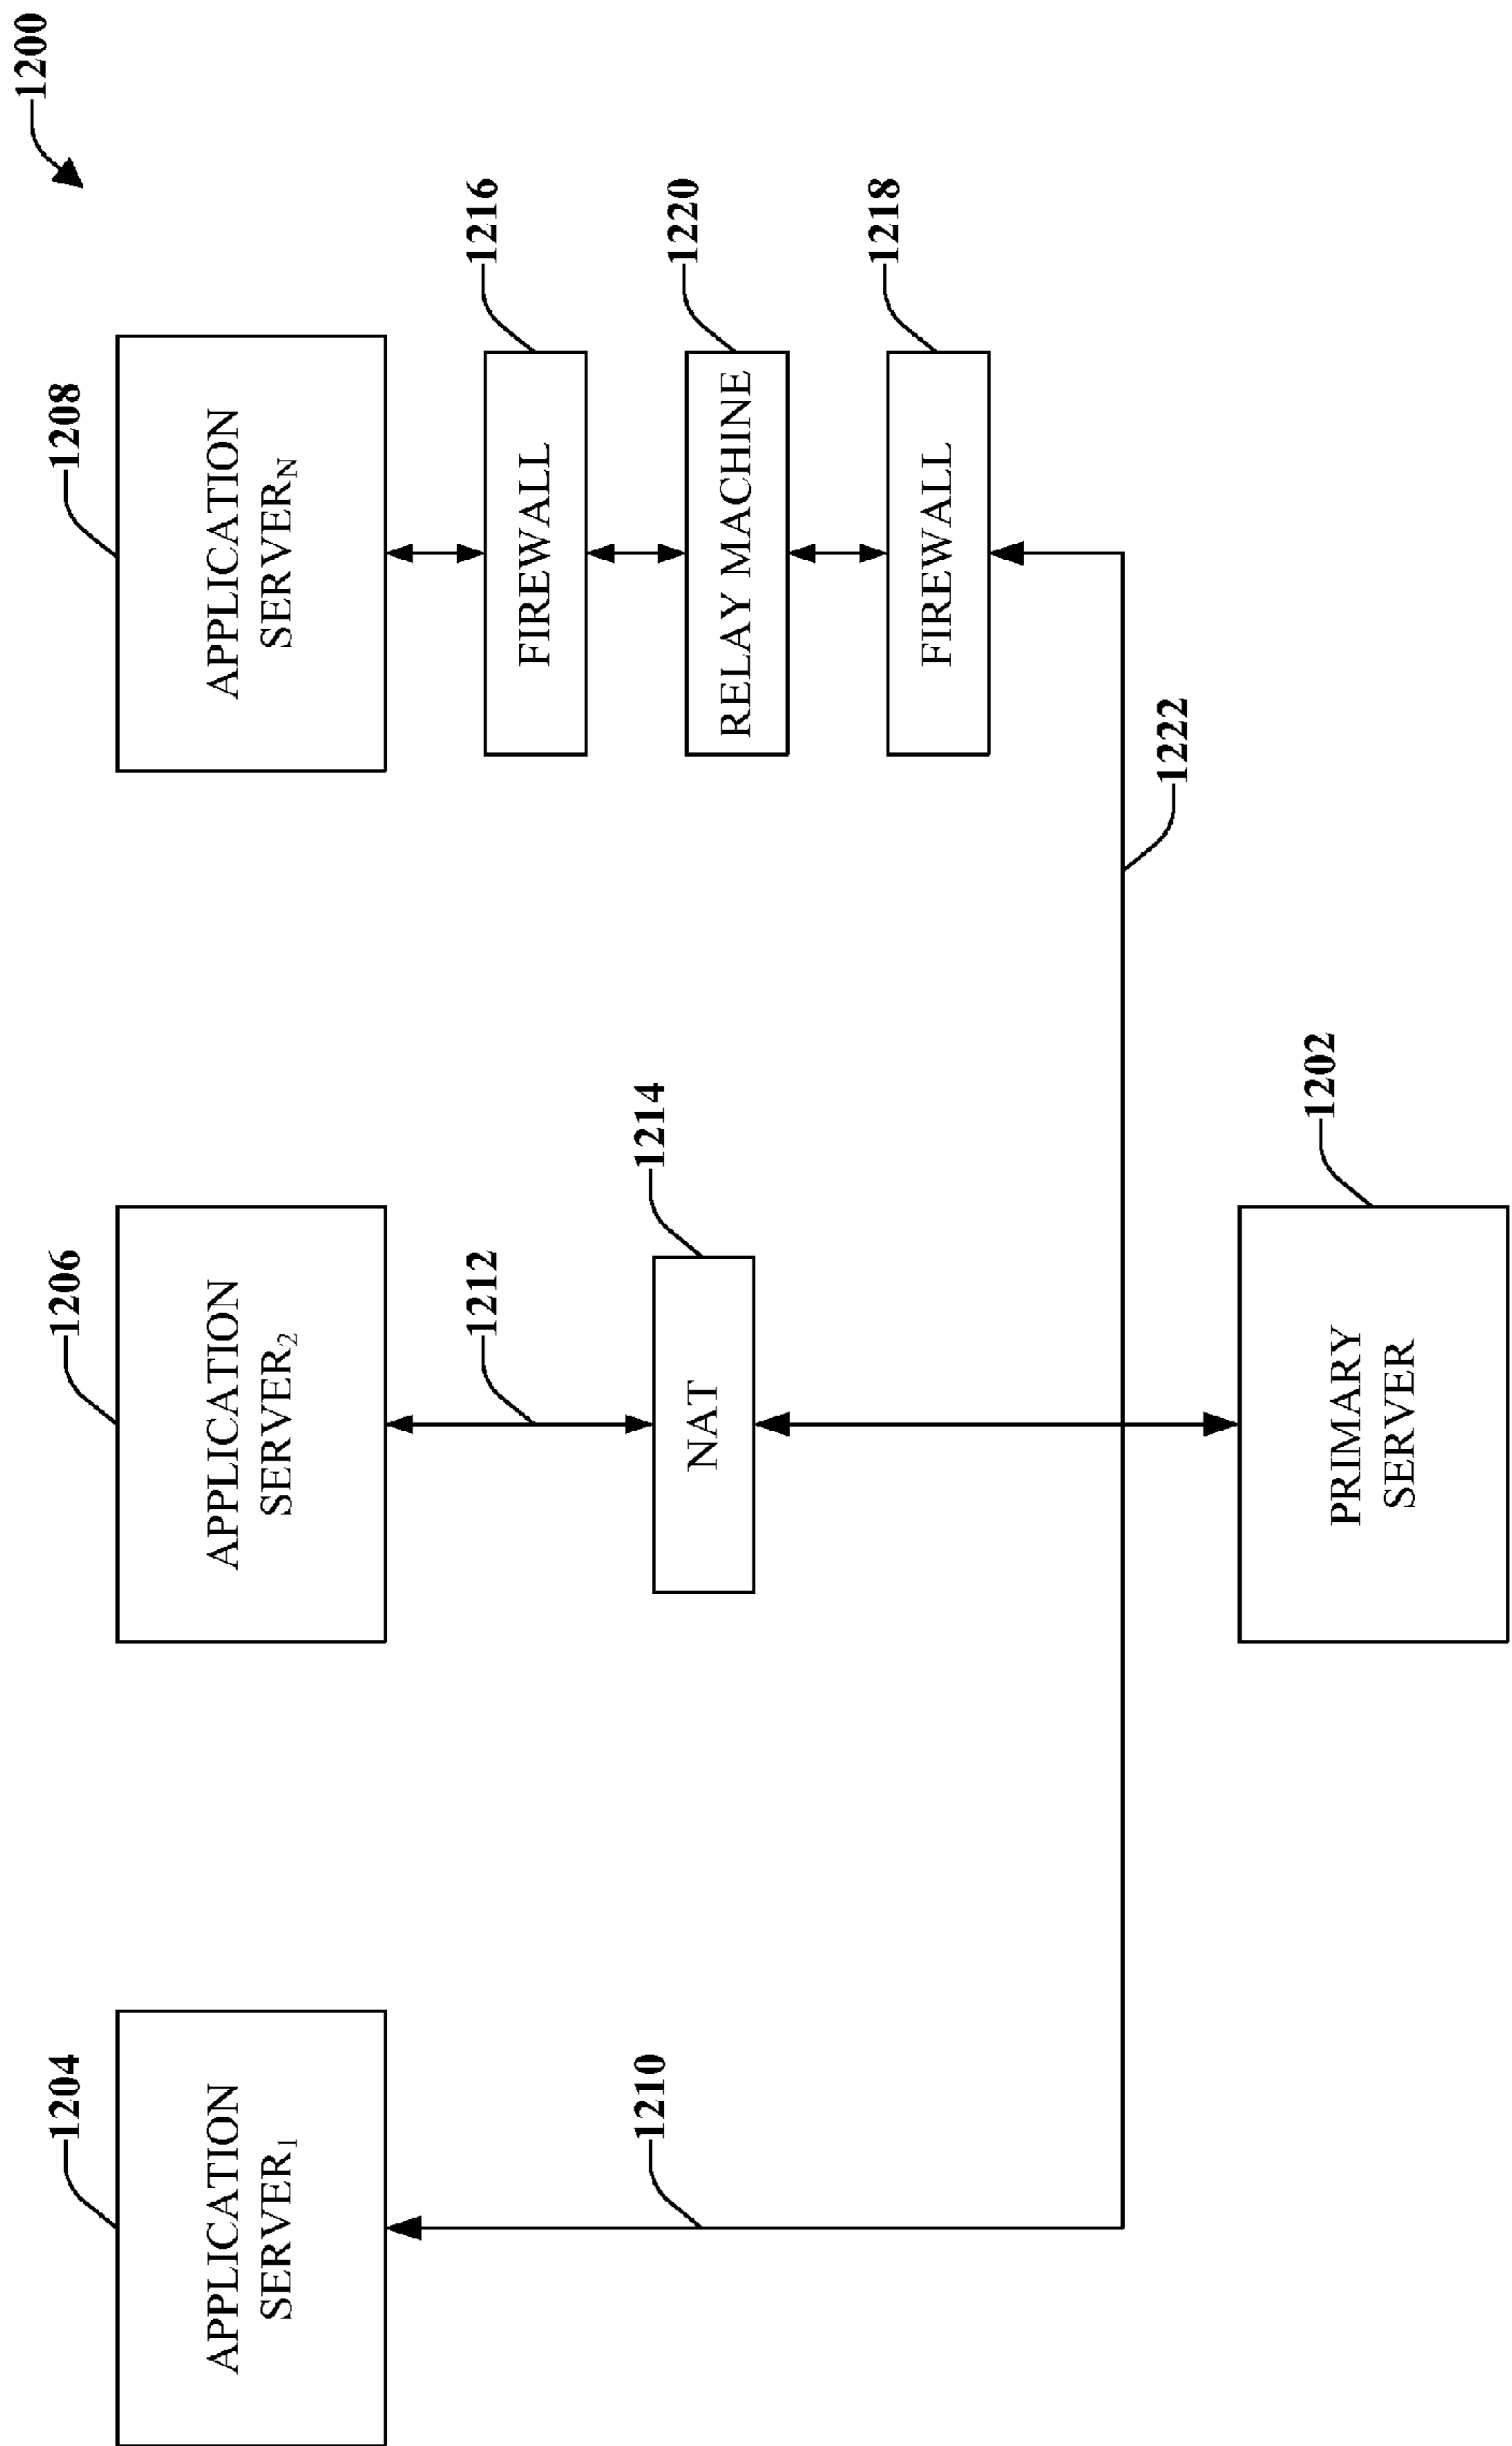 1200
1204
APPLICATION
SERVER₁
1206
APPLICATION
SERVER₂
1208
APPLICATION
SERVER_N
1212
1216
FIREWALL
1210
1214
NAT
1220
RELAY MACHINE
1218
FIREWALL
1222
1202
PRIMARY
SERVER